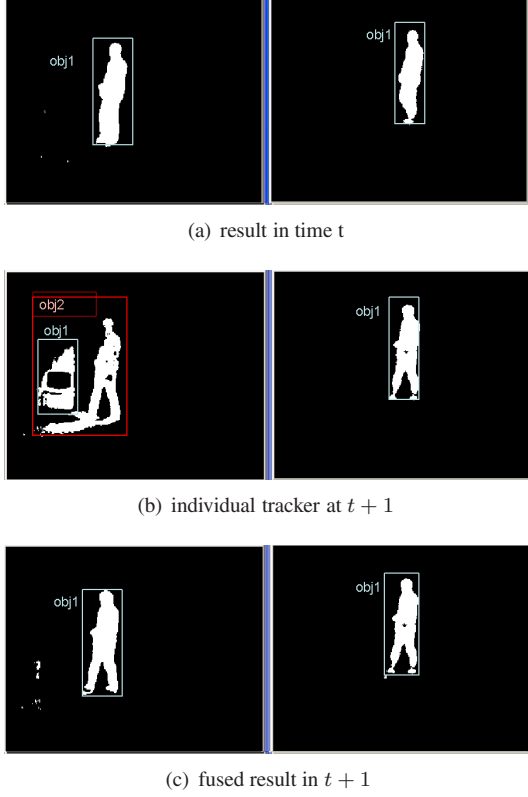 obj1 obj1
(a) result in time t
obj2
obj1
obj1
(b) individual tracker at t + 1
obj1 obj1
(c) fused result in t + 1